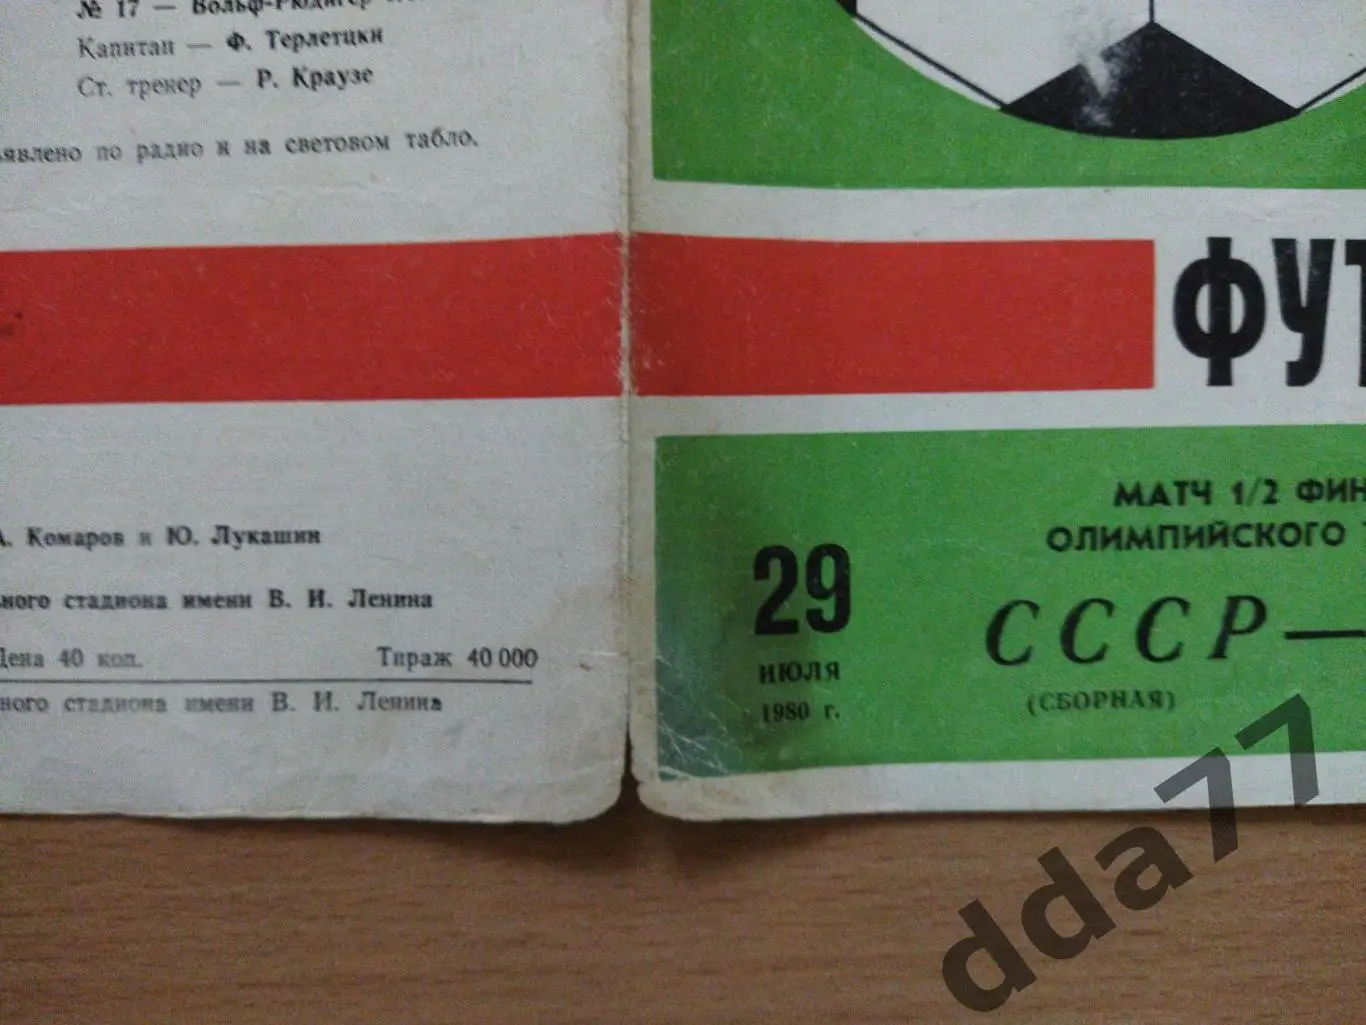 № 17 — Вольф-Рюдигер
Капитан — Ф. Терлетцки
Ст. тренер — Р. Краузе
ъявлено по радио и на световом табло.
А. Комаров и Ю. Лукашин
ного стадиона имени В. И. Ленина
Цена 40 коп. Тираж 40 000
ного стадиона имени В. И. Ленина
ФУТ
МАТЧ 1/2 ФИН
ОЛИМПИЙСКОГО
29
ИЮЛЯ
1980 г.
СССР—
(СБОРНАЯ)
dda77